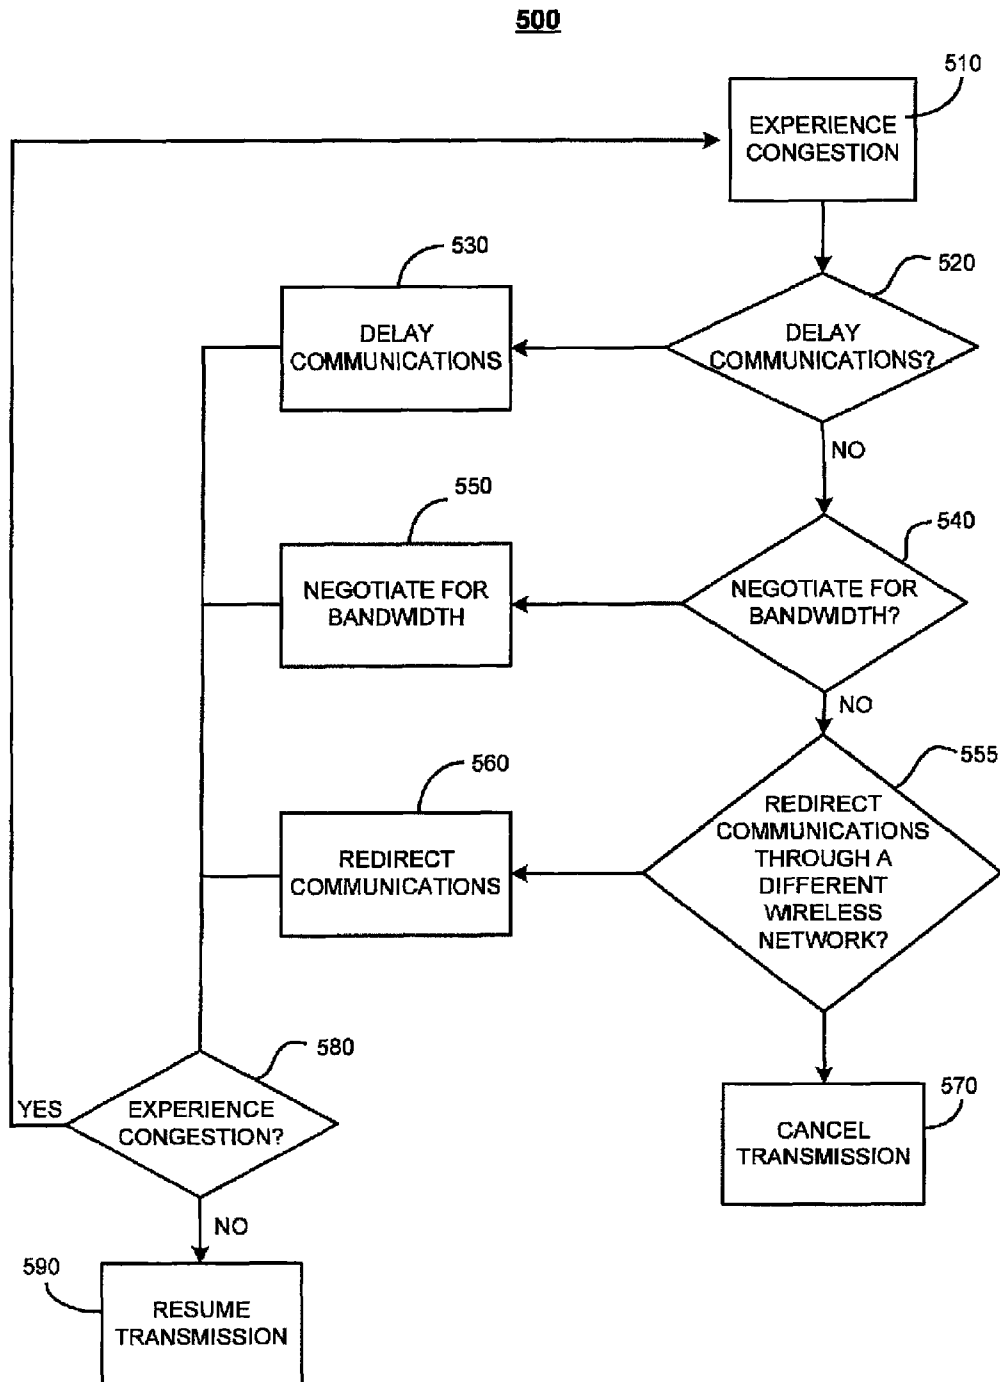 500
510
EXPERIENCE
CONGESTION
520
DELAY
COMMUNICATIONS?
530
DELAY
COMMUNICATIONS
NO
540
NEGOTIATE FOR
BANDWIDTH?
550
NEGOTIATE FOR
BANDWIDTH
NO
555
REDIRECT
COMMUNICATIONS
THROUGH A
DIFFERENT
WIRELESS
NETWORK?
560
REDIRECT
COMMUNICATIONS
570
CANCEL
TRANSMISSION
580
EXPERIENCE
CONGESTION?
YES
NO
590
RESUME
TRANSMISSION